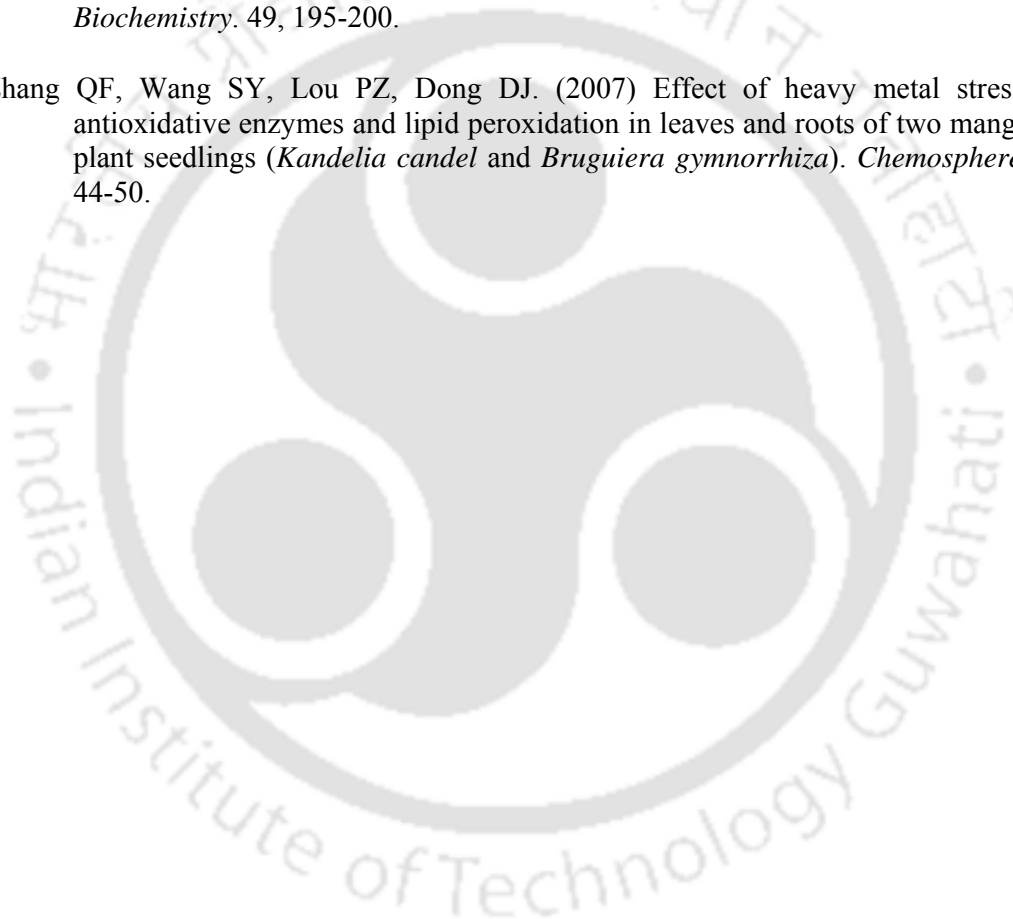 Biochemistry. 49, 195-200.
hang QF, Wang SY, Lou PZ, Dong DJ. (2007) Effect of heavy metal stres
antioxidative enzymes and lipid peroxidation in leaves and roots of two mang
plant seedlings (Kandelia candel and Bruguiera gymnorrhiza). Chemosphere
44-50.
Indian Institute of Technology Guwahati